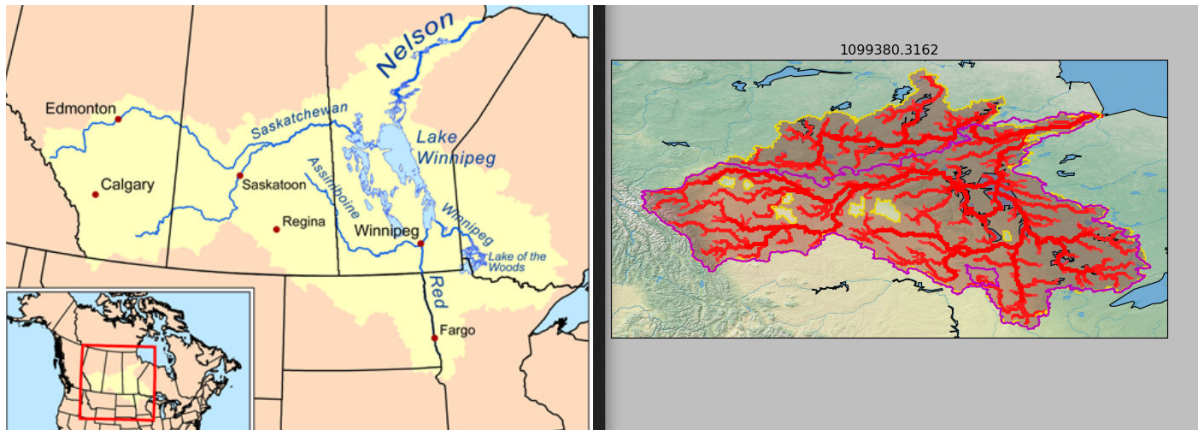 Nelson
Edmonton
Saskatchewan
Lake
Winnipeg
Calgary
Saskatoon
Assiniboine
Regina
Winnipeg
Winnipeg
Lake of the
Woods
Red
Fargo
1099380.3162